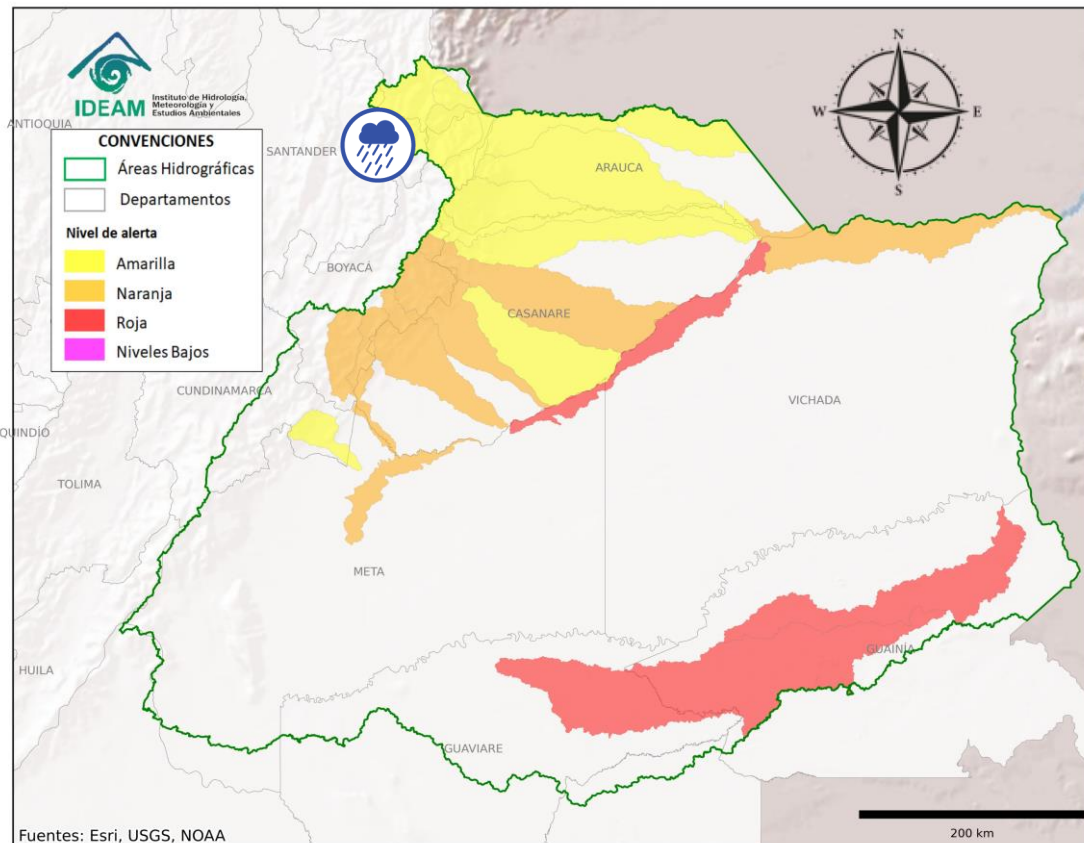 IDEAM
Instituto de Hidrología,
Meteorología y
Estudios Ambientales
CONVENCIONES
Áreas Hidrográficas
Departamentos
Nivel de alerta
Amarilla
Naranja
Roja
Niveles Bajos
N
W
E
S
ANTIOQUIA
SANTANDER
ARAUCA
BOYACÁ
CASANARE
CUNDINAMARCA
VICHADA
QUINDÍO
TOLIMA
META
HUILA
GUAINÍA
GUAVIARE
Fuentes: Esri, USGS, NOAA
200 km